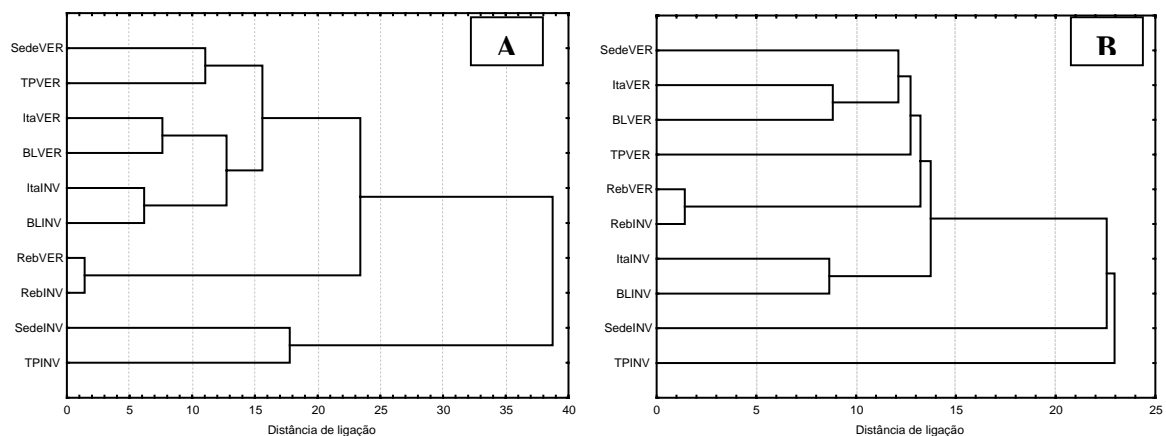 A
SedeVER
TPVER
ItaVER
BLVER
ItaINV
BLINV
RebVER
RebINV
SedeINV
TPINV
0 5 10 15 20 25 30 35 40
Distância de ligação
B
SedeVER
ItaVER
BLVER
TPVER
RebVER
RebINV
ItaINV
BLINV
SedeINV
TPINV
0 5 10 15 20 25
Distância de ligação